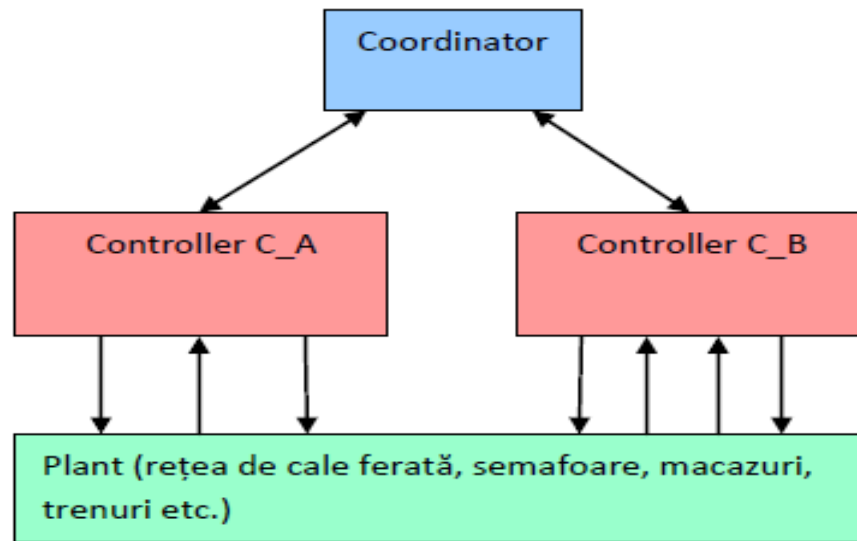 Coordinator
Controller C_A
Controller C_B
Plant (rețea de cale ferată, semafoare, macazuri,
trenuri etc.)